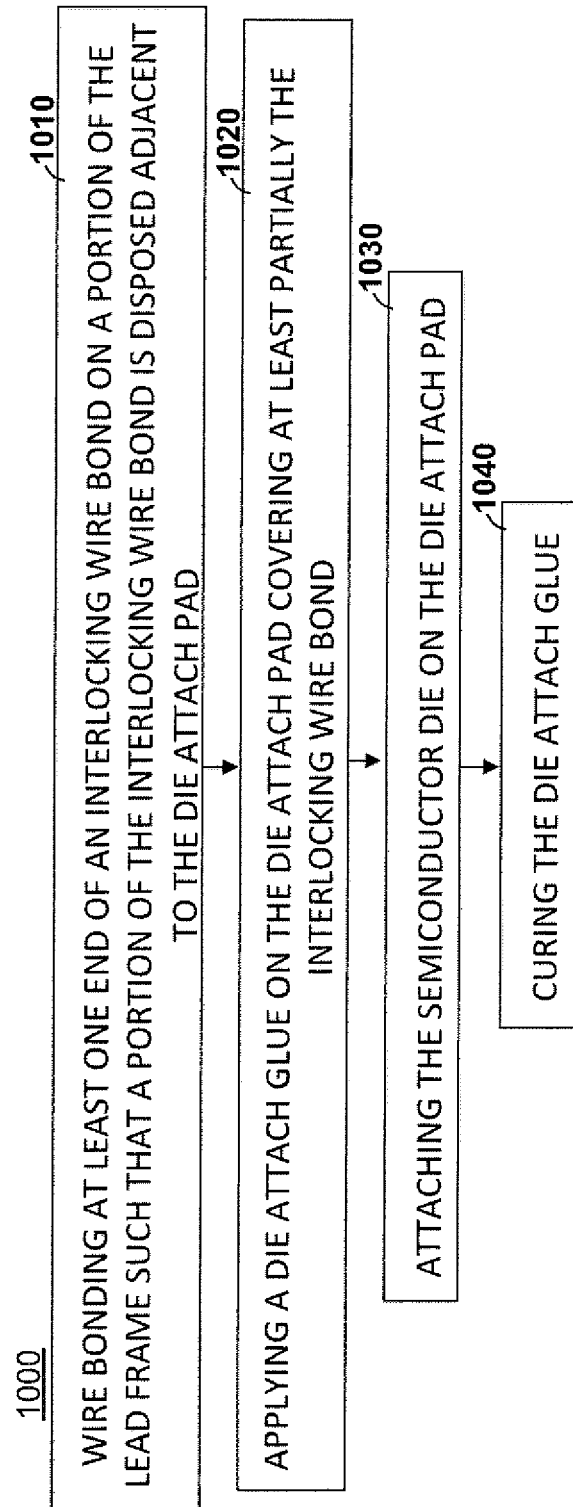 1000
1010
WIRE BONDING AT LEAST ONE END OF AN INTERLOCKING WIRE BOND ON A PORTION OF THE
LEAD FRAME SUCH THAT A PORTION OF THE INTERLOCKING WIRE BOND IS DISPOSED ADJACENT
TO THE DIE ATTACH PAD
1020
APPLYING A DIE ATTACH GLUE ON THE DIE ATTACH PAD COVERING AT LEAST PARTIALLY THE
INTERLOCKING WIRE BOND
1030
ATTACHING THE SEMICONDUCTOR DIE ON THE DIE ATTACH PAD
1040
CURING THE DIE ATTACH GLUE